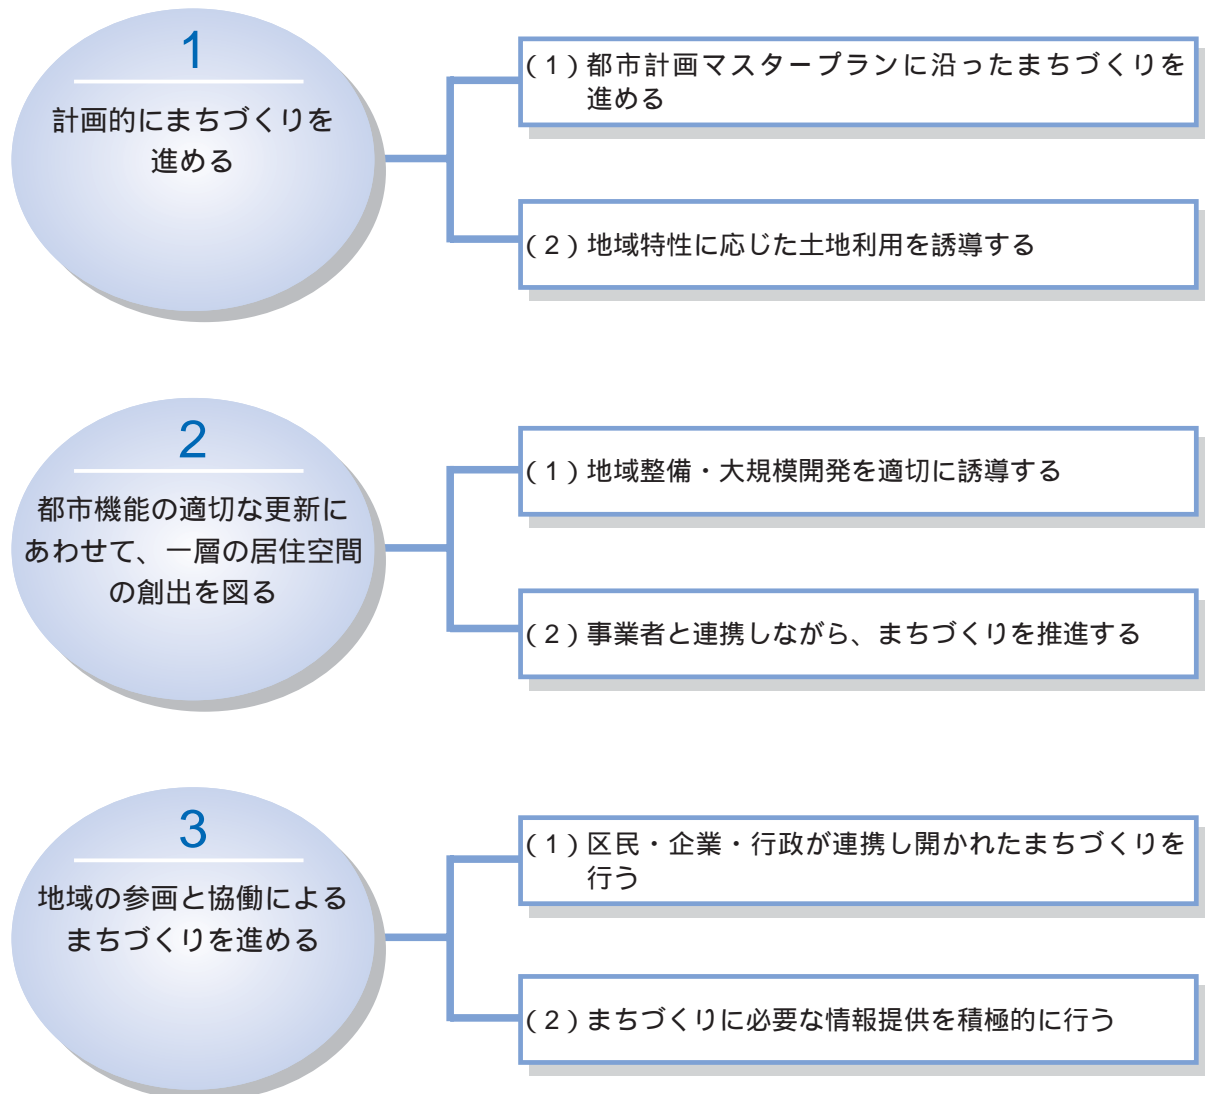 1
計画的にまちづくりを
進める
(1)都市計画マスタープランに沿ったまちづくりを
進める
(2)地域特性に応じた土地利用を誘導する
2
都市機能の適切な更新に
あわせて、一層の居住空間
の創出を図る
(1)地域整備・大規模開発を適切に誘導する
(2)事業者と連携しながら、まちづくりを推進する
3
地域の参画と協働による
まちづくりを進める
(1)区民・企業・行政が連携し開かれたまちづくりを
行う
(2)まちづくりに必要な情報提供を積極的に行う